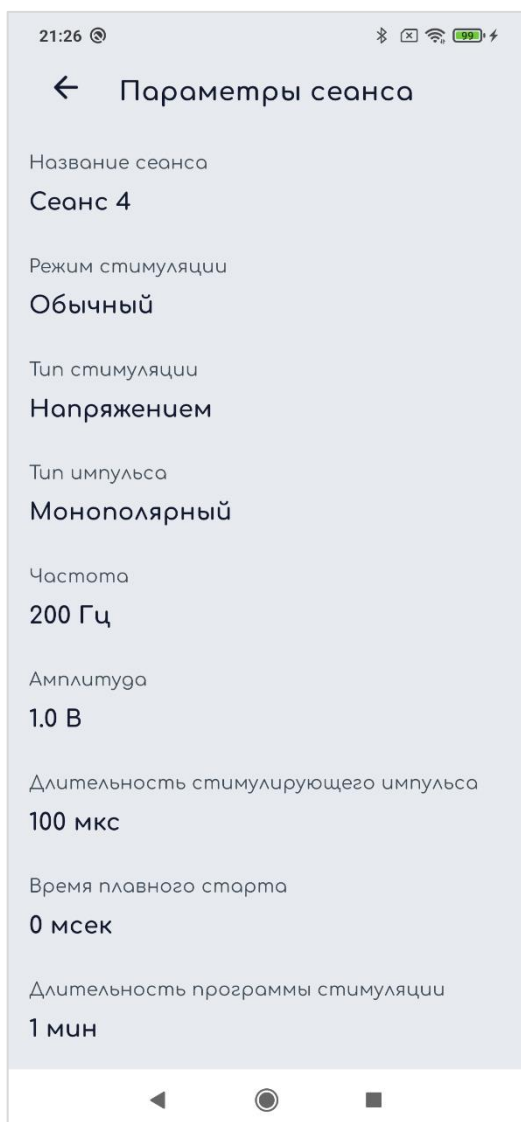 21:26
99
Параметры сеанса
Название сеанса
Сеанс 4
Режим стимуляции
Обычный
Тип стимуляции
Напряжением
Тип импульса
Монополярный
Частота
200 Гц
Амплитуда
1.0 В
Длительность стимулирующего импульса
100 мкс
Время плавного старта
0 мсек
Длительность программы стимуляции
1 мин